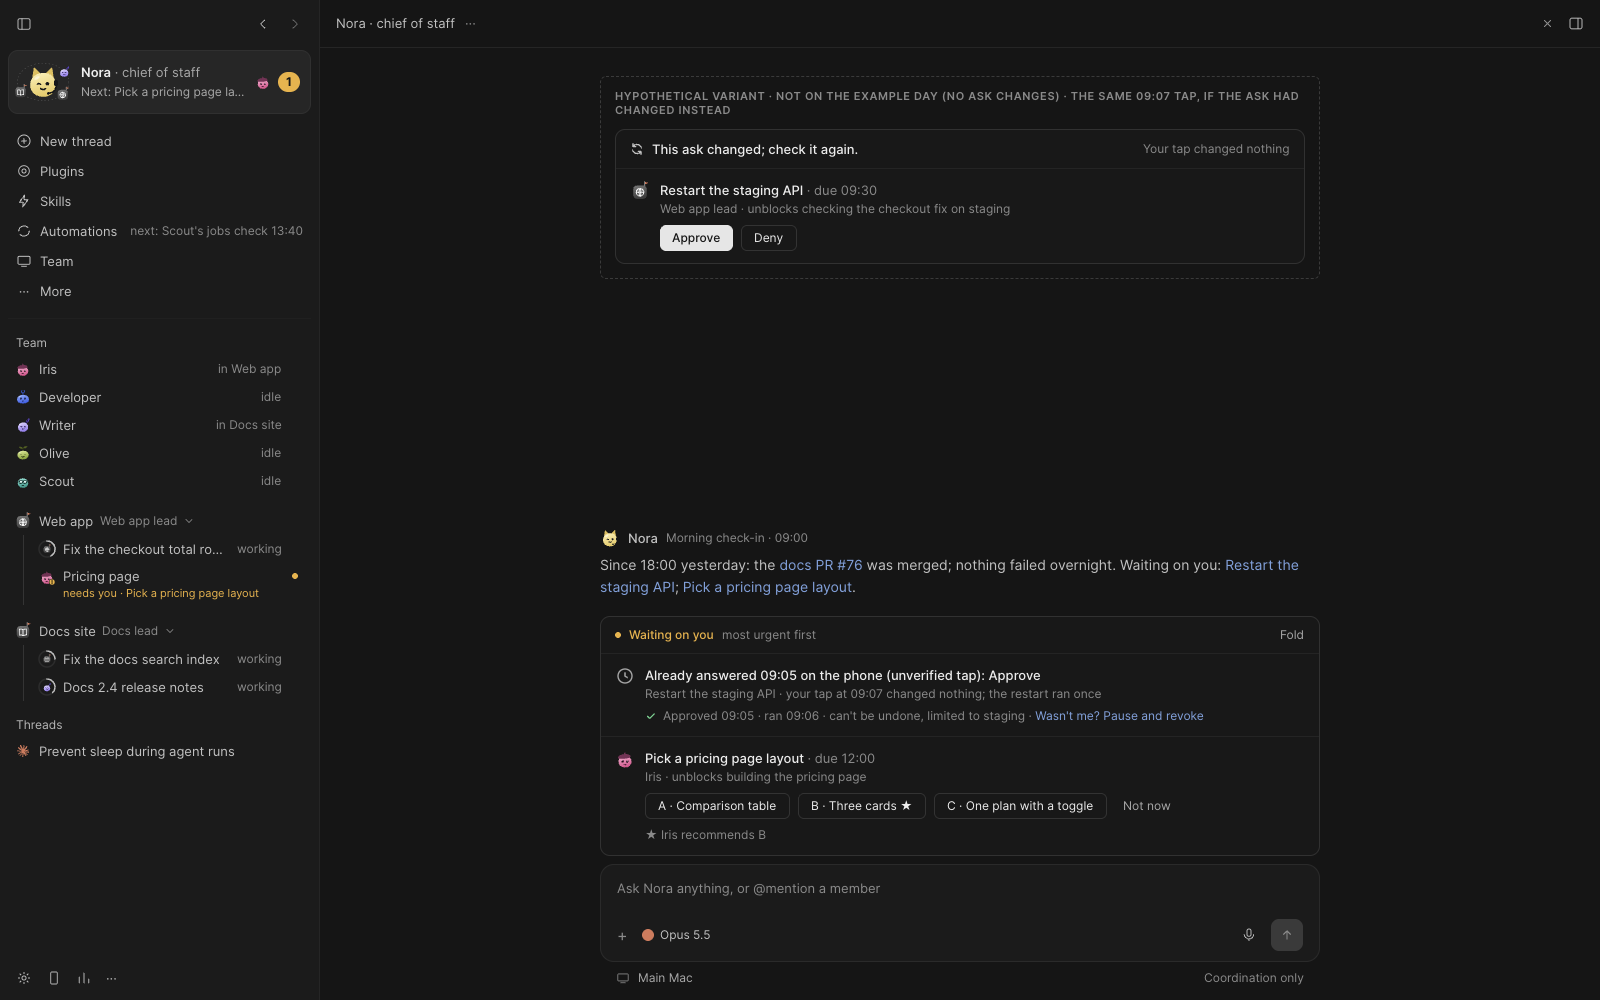 Nora · chief of staff
Next: Pick a pricing page la...
1
New thread
Plugins
Skills
Automations next: Scout's jobs check 13:40
Team
More
Team
Iris in Web app
Developer idle
Writer in Docs site
Olive idle
Scout idle
Web app Web app lead
Fix the checkout total ro... working
Pricing page
needs you · Pick a pricing page layout
Docs site Docs lead
Fix the docs search index working
Docs 2.4 release notes working
Threads
Prevent sleep during agent runs
Nora · chief of staff
HYPOTHETICAL VARIANT · NOT ON THE EXAMPLE DAY (NO ASK CHANGES) · THE SAME 09:07 TAP, IF THE ASK HAD
CHANGED INSTEAD
This ask changed; check it again. Your tap changed nothing
Restart the staging API · due 09:30
Web app lead · unblocks checking the checkout fix on staging
Approve Deny
Nora Morning check-in · 09:00
Since 18:00 yesterday: the docs PR #76 was merged; nothing failed overnight. Waiting on you: Restart the
staging API; Pick a pricing page layout.
Waiting on you most urgent first Fold
Already answered 09:05 on the phone (unverified tap): Approve
Restart the staging API · your tap at 09:07 changed nothing; the restart ran once
Approved 09:05 · ran 09:06 · can't be undone, limited to staging · Wasn't me? Pause and revoke
Pick a pricing page layout · due 12:00
Iris · unblocks building the pricing page
A · Comparison table B · Three cards ★ C · One plan with a toggle Not now
★ Iris recommends B
Ask Nora anything, or @mention a member
Opus 5.5
Main Mac Coordination only